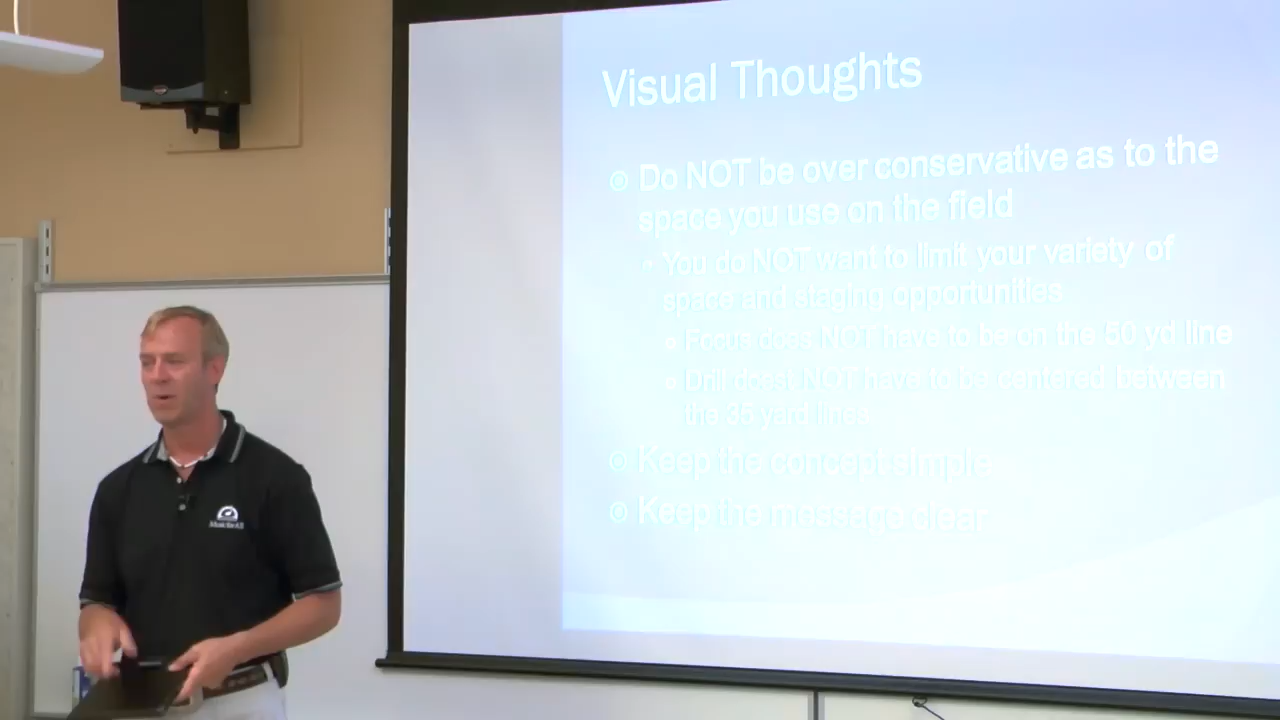 Visual Thoughts
Do NOT be over conservative as to the
space you use on the field
You do NOT want to limit your variety of
space and staging opportunities
Focus does NOT have to be on the 50 yd line
Drill does NOT have to be centered between
the 35 yard lines
Keep the concept simple
Keep the message clear
Music for All